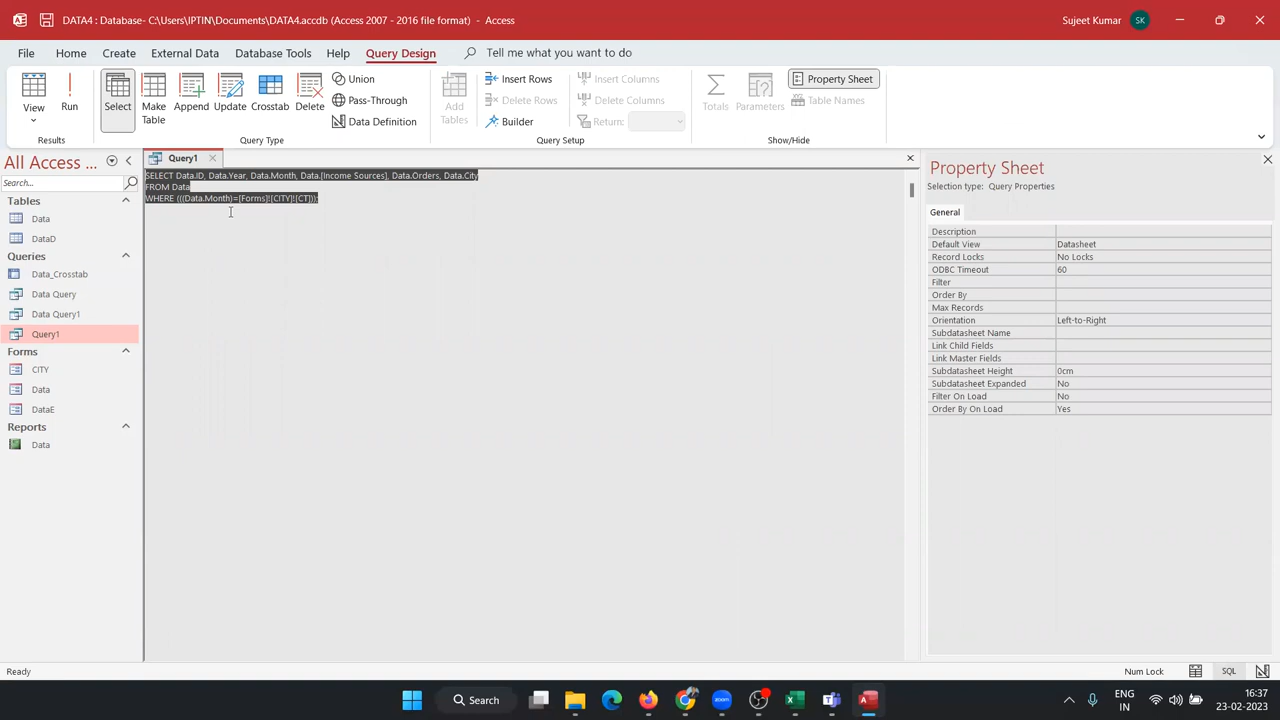 DATA4 : Database- C:\Users\IPTIN\Documents\DATA4.accdb (Access 2007 - 2016 file format) - Access
Sujeet Kumar
SK
File Home Create External Data Database Tools Help Query Design Tell me what you want to do
View
Run
Select
Make Table
Append
Update
Crosstab
Delete
Union
Pass-Through
Data Definition
Add Tables
Insert Rows
Delete Rows
Builder
Insert Columns
Delete Columns
Return:
Totals
Parameters
Property Sheet
Table Names
Results Query Type Query Setup Show/Hide
All Access ...
Search...
Tables
Data
DataD
Queries
Data_Crosstab
Data Query
Data Query1
Query1
Forms
CITY
Data
DataE
Reports
Data
Query1
SELECT Data.ID, Data.Year, Data.Month, Data.[Income Sources], Data.Orders, Data.City
FROM Data
WHERE (((Data.Month)=[Forms]![CITY]![CT]));
Property Sheet
Selection type: Query Properties
General
Description
Default View Datasheet
Record Locks No Locks
ODBC Timeout 60
Filter
Order By
Max Records
Orientation Left-to-Right
Subdatasheet Name
Link Child Fields
Link Master Fields
Subdatasheet Height 0cm
Subdatasheet Expanded No
Filter On Load No
Order By On Load Yes
Ready
Num Lock
SQL
Search
ENG
IN
16:37
23-02-2023